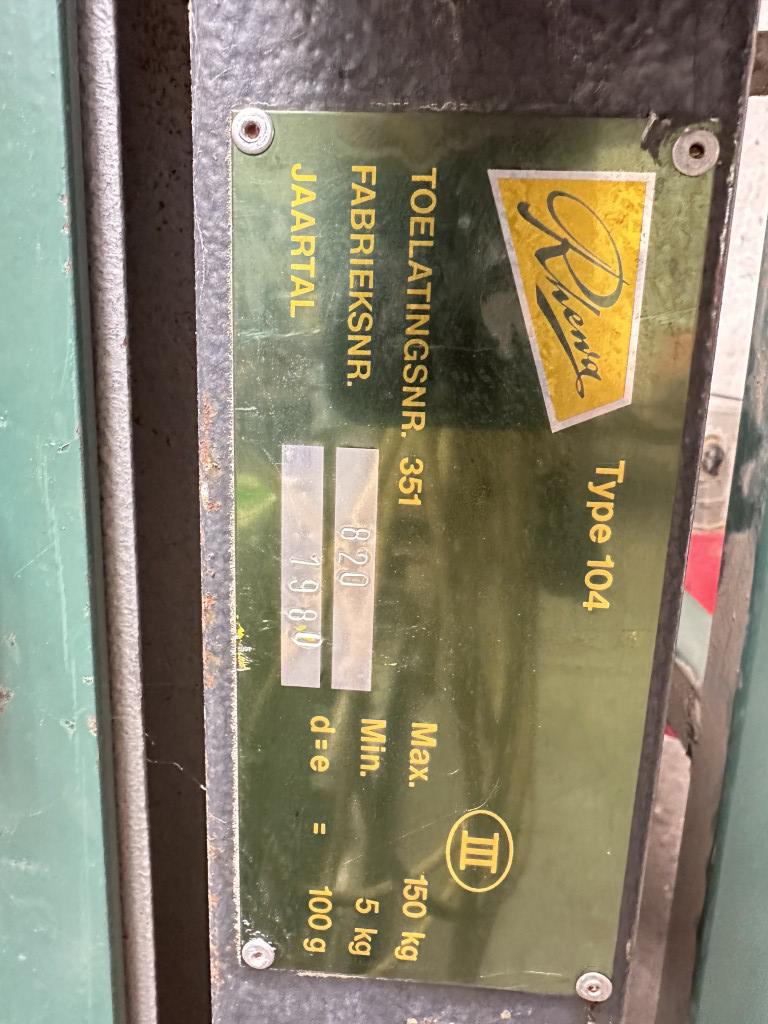 Rhewa
Type 104
III
TOELATINGSNR. 351
Max. 150 kg
FABRIEKSNR. 820
Min. 5 kg
JAARTAL 1980
d=e = 100 g